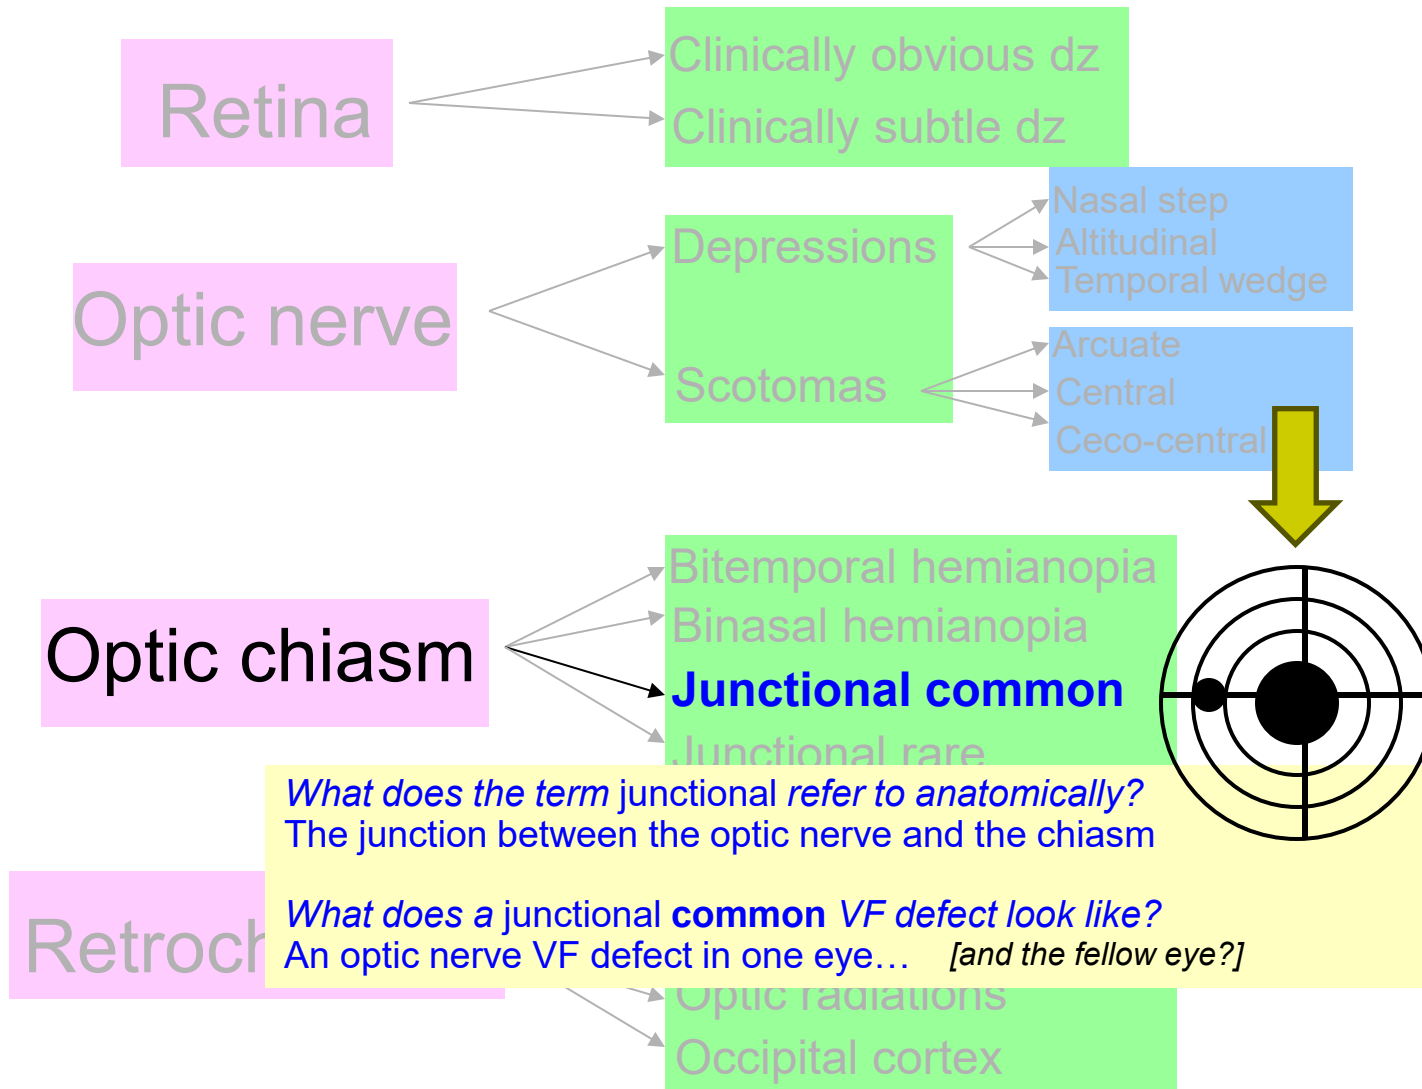 Retina
Clinically obvious dz
Clinically subtle dz
Optic nerve
Depressions
Nasal step
Altitudinal
Temporal wedge
Scotomas
Arcuate
Central
Ceco-central
Optic chiasm
Bitemporal hemianopia
Binasal hemianopia
Junctional common
Junctional rare
What does the term junctional refer to anatomically?
The junction between the optic nerve and the chiasm
What does a junctional common VF defect look like?
An optic nerve VF defect in one eye… [and the fellow eye?]
Retroch
Optic radiations
Occipital cortex